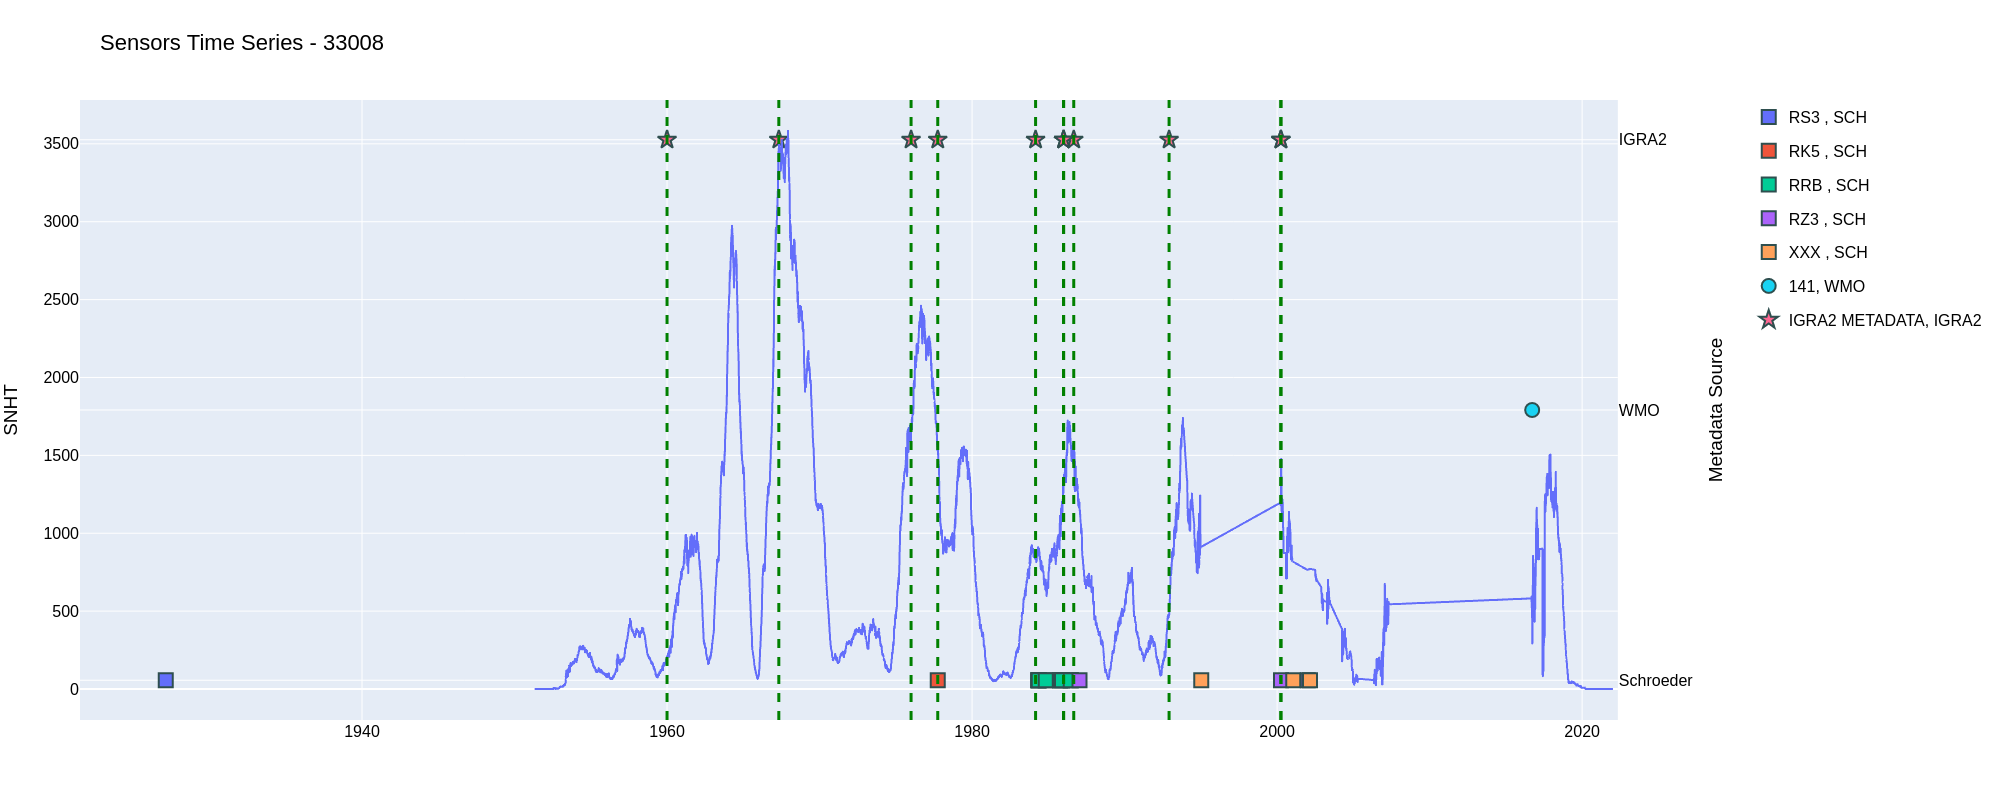 Sensors Time Series - 33008
SNHT
3500
3000
2500
2000
1500
1000
500
0
1940
1960
1980
2000
2020
IGRA2
WMO
Schroeder
Metadata Source
RS3 , SCH
RK5 , SCH
RRB , SCH
RZ3 , SCH
XXX , SCH
141, WMO
IGRA2 METADATA, IGRA2